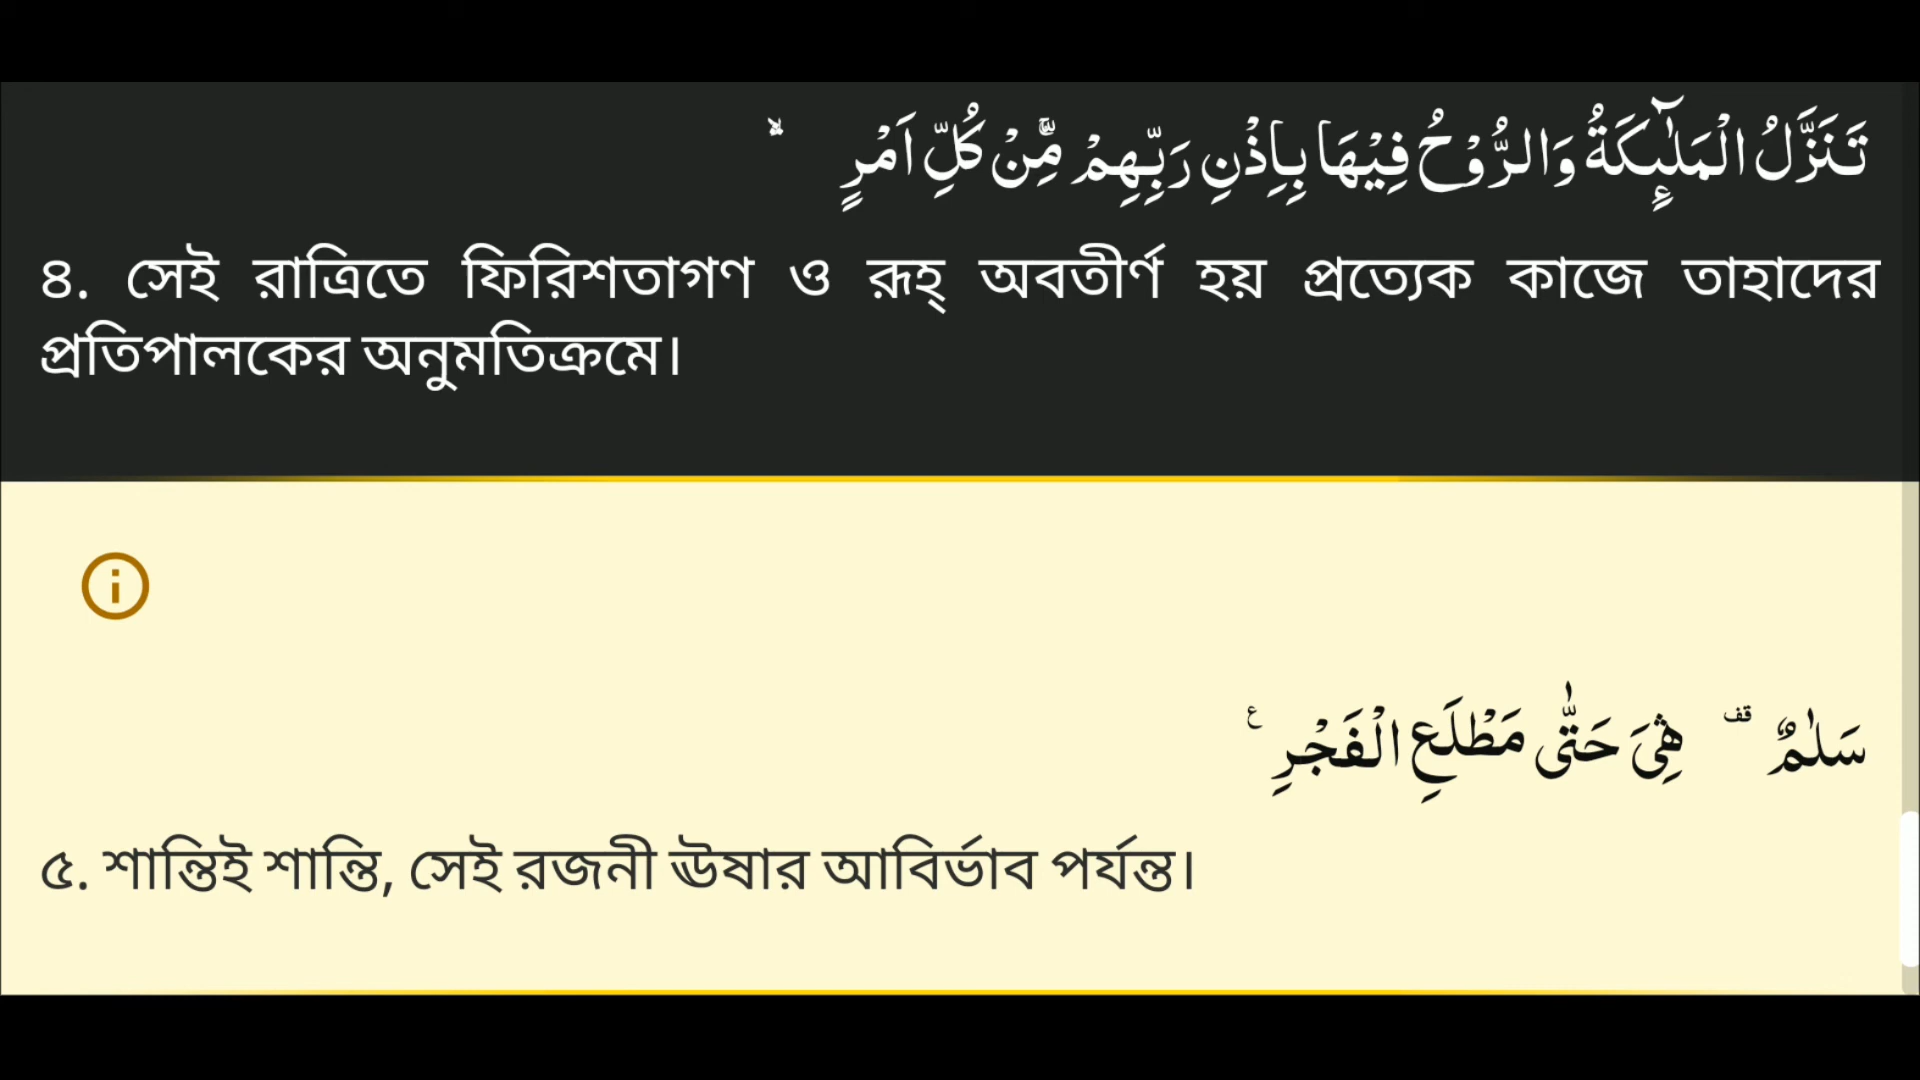 تَنَزَّلُ الْمَلٰٓئِكَةُ وَالرُّوْحُ فِيْهَا بِاِذْنِ رَبِّهِمْ مِّنْ كُلِّ اَمْرٍ ۙ
৪. সেই রাত্রিতে ফিরিশতাগণ ও রূহ্ অবতীর্ণ হয় প্রত্যেক কাজে তাহাদের
প্রতিপালকের অনুমতিক্রমে।
سَلٰمٌ ۛقف هِىَ حَتّٰى مَطْلَعِ الْفَجْرِ ع
৫. শান্তিই শান্তি, সেই রজনী ঊষার আবির্ভাব পর্যন্ত।